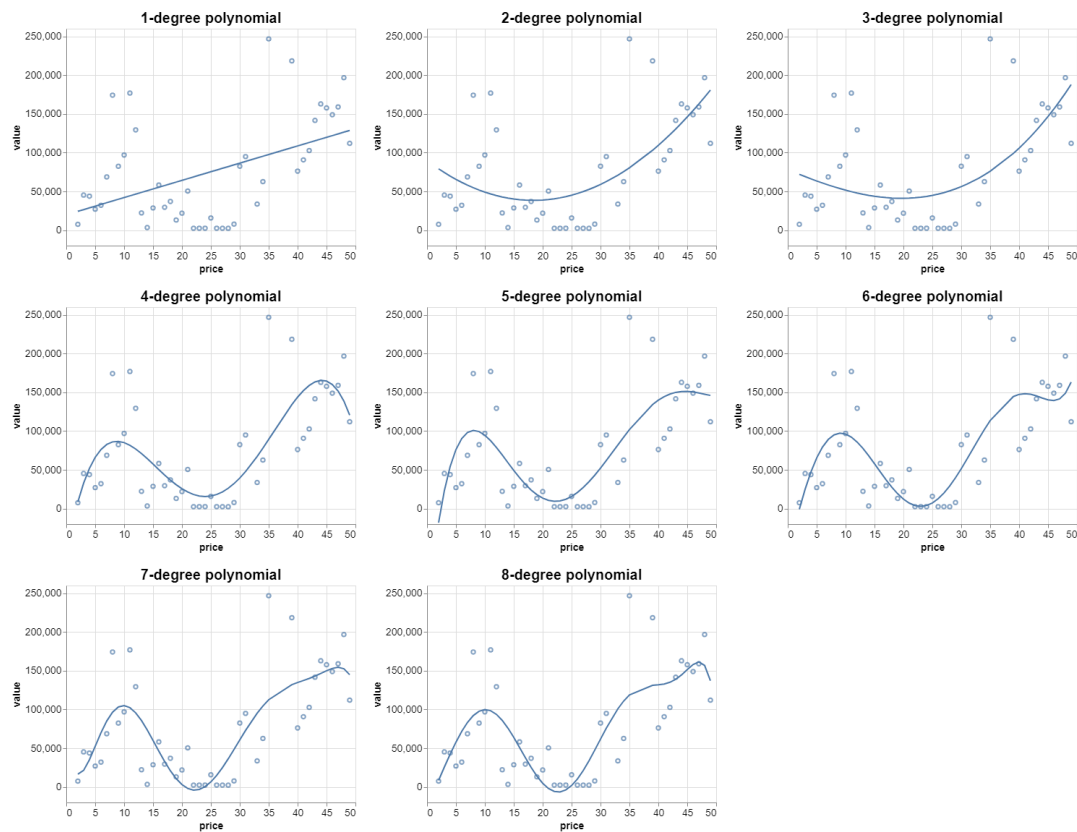 1-degree polynomial
250,000
200,000
150,000
100,000
50,000
0
value
0 5 10 15 20 25 30 35 40 45 50
price
2-degree polynomial
250,000
200,000
150,000
100,000
50,000
0
value
0 5 10 15 20 25 30 35 40 45 50
price
3-degree polynomial
250,000
200,000
150,000
100,000
50,000
0
value
0 5 10 15 20 25 30 35 40 45 50
price
4-degree polynomial
250,000
200,000
150,000
100,000
50,000
0
value
0 5 10 15 20 25 30 35 40 45 50
price
5-degree polynomial
250,000
200,000
150,000
100,000
50,000
0
value
0 5 10 15 20 25 30 35 40 45 50
price
6-degree polynomial
250,000
200,000
150,000
100,000
50,000
0
value
0 5 10 15 20 25 30 35 40 45 50
price
7-degree polynomial
250,000
200,000
150,000
100,000
50,000
0
value
0 5 10 15 20 25 30 35 40 45 50
price
8-degree polynomial
250,000
200,000
150,000
100,000
50,000
0
value
0 5 10 15 20 25 30 35 40 45 50
price